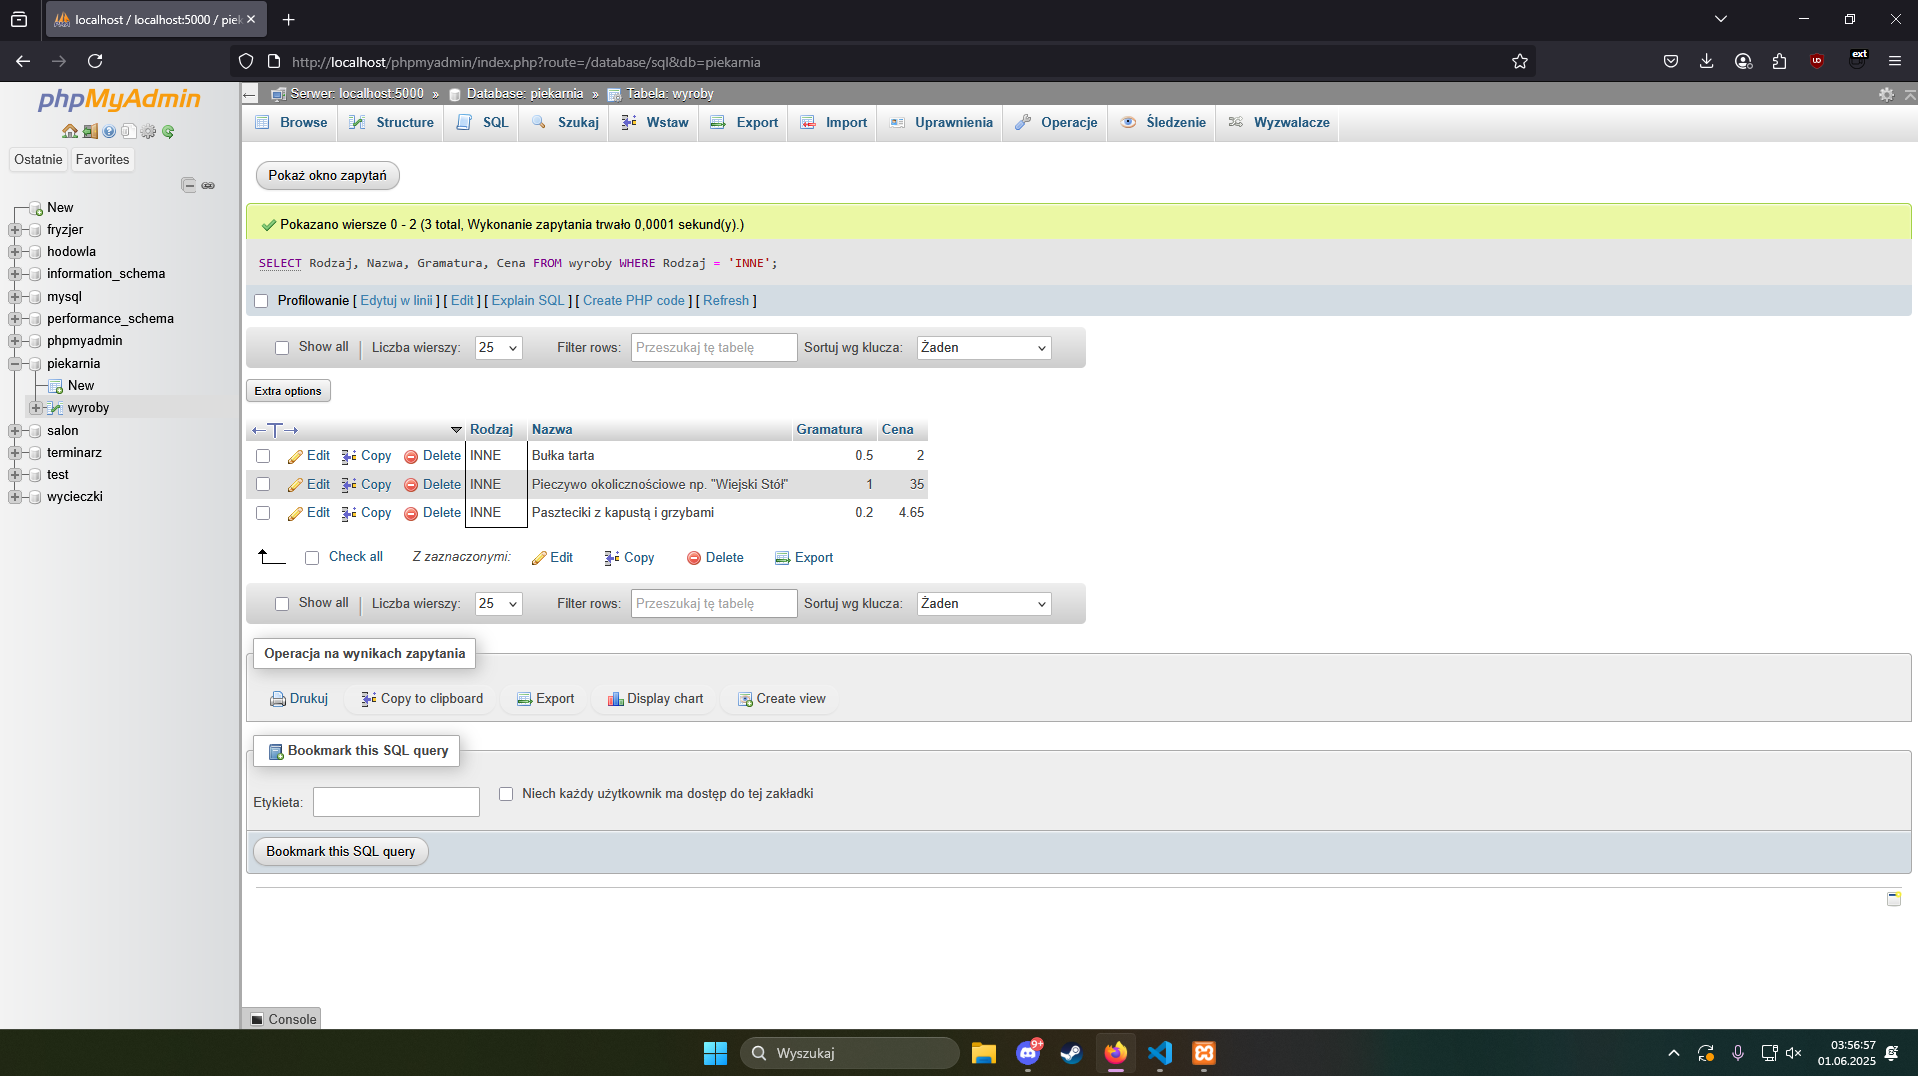 localhost / localhost:5000 / piek
http://localhost/phpmyadmin/index.php?route=/database/sql&db=piekarnia
UD
ext
phpMyAdmin
Ostatnie Favorites
New
fryzjer
hodowla
information_schema
mysql
performance_schema
phpmyadmin
piekarnia
New
wyroby
salon
terminarz
test
wycieczki
Serwer: localhost:5000 » Database: piekarnia » Tabela: wyroby
Browse Structure SQL Szukaj Wstaw Export Import Uprawnienia Operacje Śledzenie Wyzwalacze
Pokaż okno zapytań
Pokazano wiersze 0 - 2 (3 total, Wykonanie zapytania trwało 0,0001 sekund(y).)
SELECT Rodzaj, Nazwa, Gramatura, Cena FROM wyroby WHERE Rodzaj = 'INNE';
Profilowanie [ Edytuj w linii ] [ Edit ] [ Explain SQL ] [ Create PHP code ] [ Refresh ]
Show all Liczba wierszy: 25 Filter rows: Przeszukaj tę tabelę Sortuj wg klucza: Żaden
Extra options
Rodzaj Nazwa Gramatura Cena
Edit Copy Delete INNE Bułka tarta 0.5 2
Edit Copy Delete INNE Pieczywo okolicznościowe np. "Wiejski Stół" 1 35
Edit Copy Delete INNE Paszteciki z kapustą i grzybami 0.2 4.65
Check all Z zaznaczonymi: Edit Copy Delete Export
Show all Liczba wierszy: 25 Filter rows: Przeszukaj tę tabelę Sortuj wg klucza: Żaden
Operacja na wynikach zapytania
Drukuj Copy to clipboard Export Display chart Create view
Bookmark this SQL query
Etykieta: Niech każdy użytkownik ma dostęp do tej zakładki
Bookmark this SQL query
Console
Wyszukaj
9+
03:56:57
01.06.2025